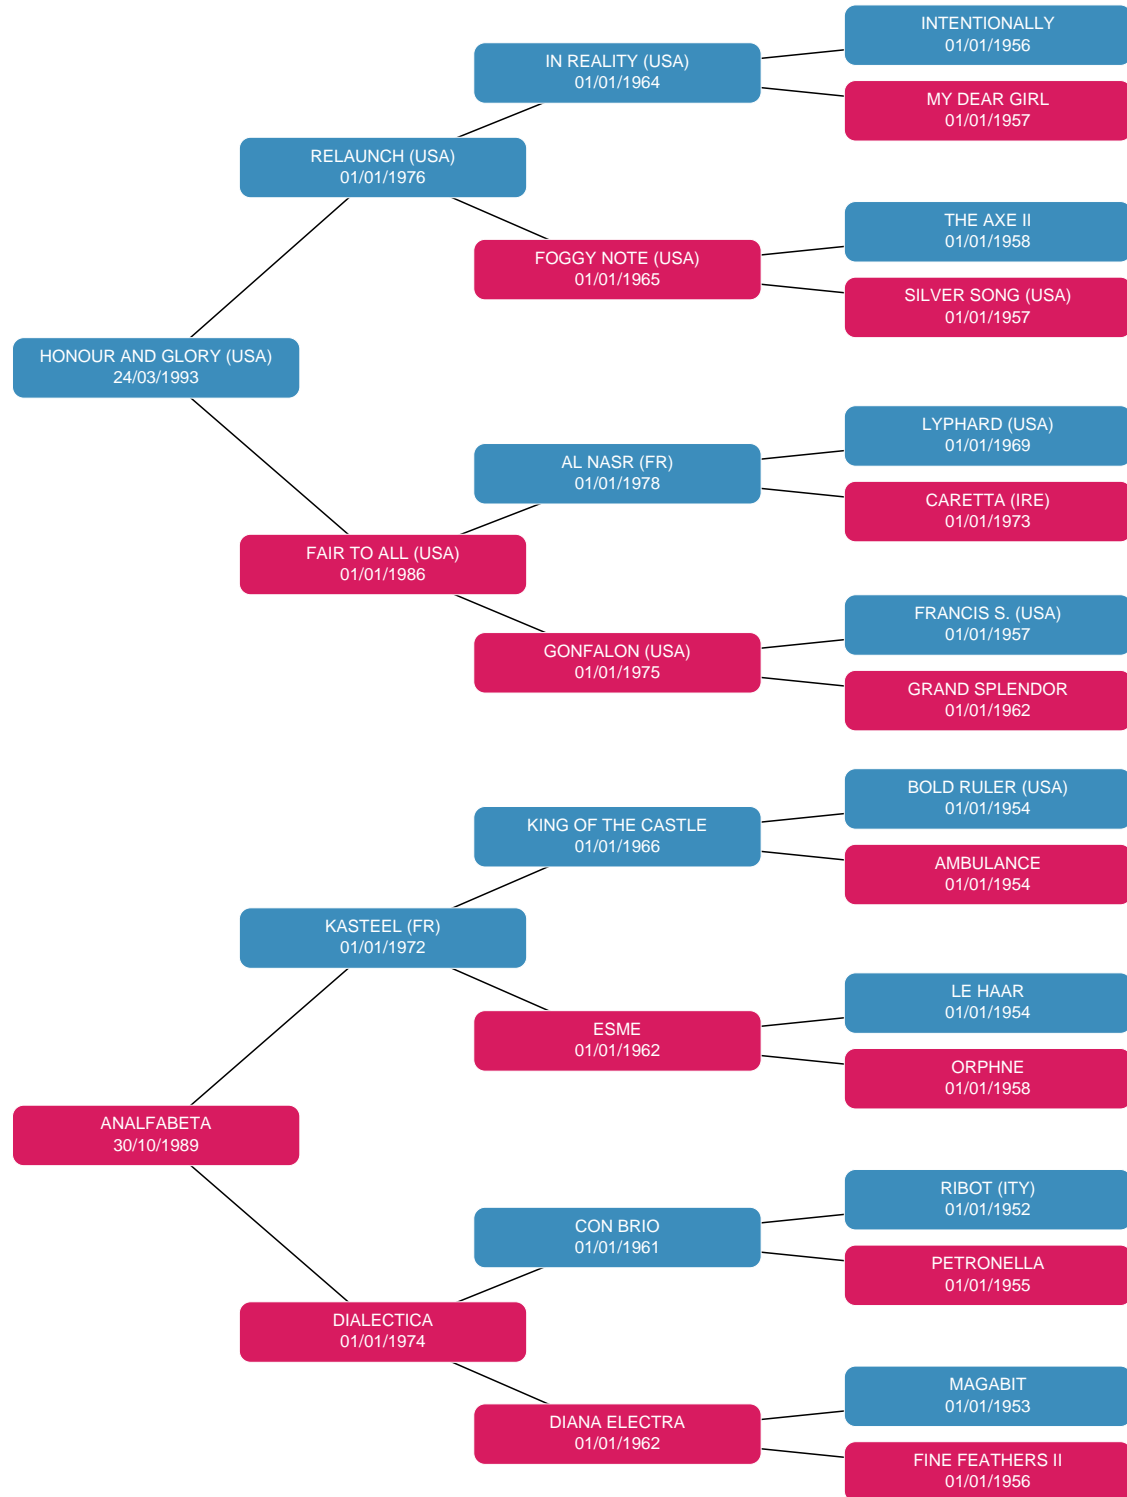 INTENTIONALLY
01/01/1956
IN REALITY (USA)
01/01/1964
MY DEAR GIRL
01/01/1957
RELAUNCH (USA)
01/01/1976
THE AXE II
01/01/1958
FOGGY NOTE (USA)
01/01/1965
SILVER SONG (USA)
01/01/1957
HONOUR AND GLORY (USA)
24/03/1993
LYPHARD (USA)
01/01/1969
AL NASR (FR)
01/01/1978
CARETTA (IRE)
01/01/1973
FAIR TO ALL (USA)
01/01/1986
FRANCIS S. (USA)
01/01/1957
GONFALON (USA)
01/01/1975
GRAND SPLENDOR
01/01/1962
BOLD RULER (USA)
01/01/1954
KING OF THE CASTLE
01/01/1966
AMBULANCE
01/01/1954
KASTEEL (FR)
01/01/1972
LE HAAR
01/01/1954
ESME
01/01/1962
ORPHNE
01/01/1958
ANALFABETA
30/10/1989
RIBOT (ITY)
01/01/1952
CON BRIO
01/01/1961
PETRONELLA
01/01/1955
DIALECTICA
01/01/1974
MAGABIT
01/01/1953
DIANA ELECTRA
01/01/1962
FINE FEATHERS II
01/01/1956